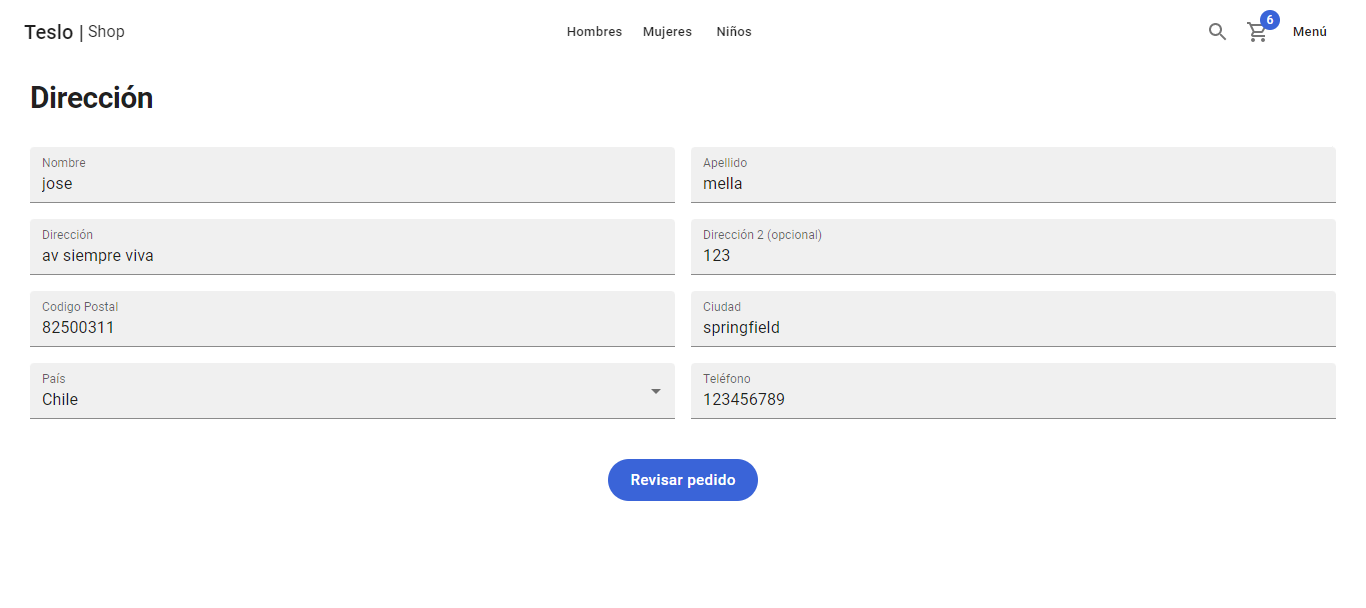 Teslo | Shop
Hombres Mujeres Niños
6
Menú
Dirección
Nombre
jose
Apellido
mella
Dirección
av siempre viva
Dirección 2 (opcional)
123
Codigo Postal
82500311
Ciudad
springfield
País
Chile
Teléfono
123456789
Revisar pedido